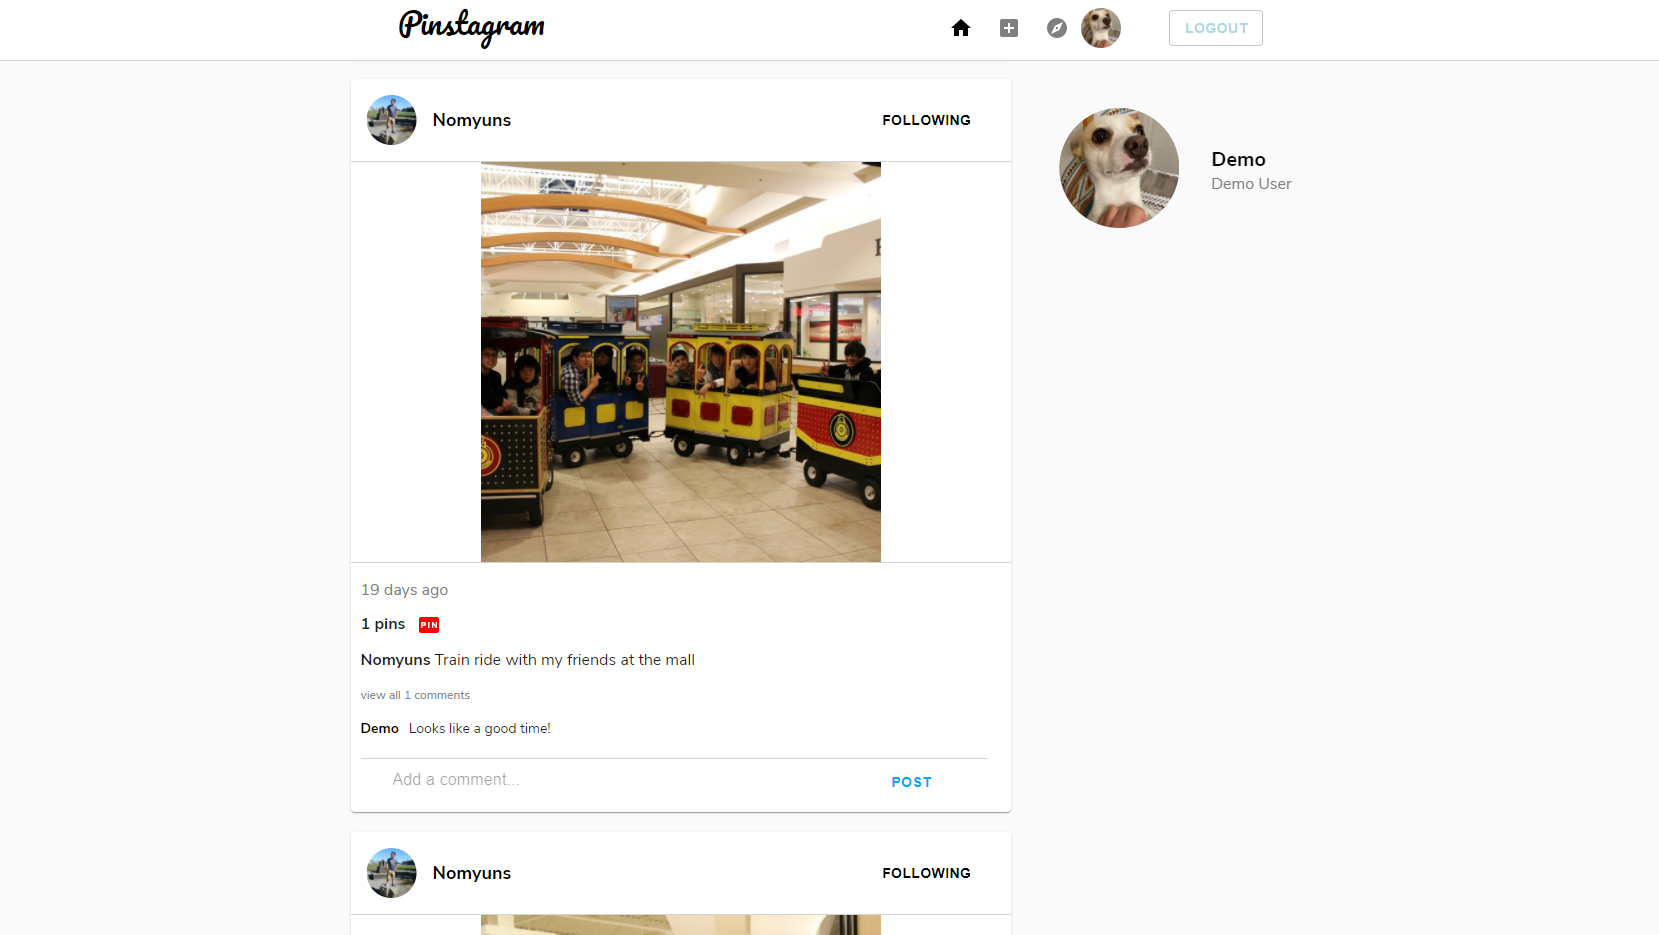 Pinstagram
LOGOUT
Nomyuns
FOLLOWING
Demo
Demo User
19 days ago
1 pins PIN
Nomyuns Train ride with my friends at the mall
view all 1 comments
Demo Looks like a good time!
Add a comment...
POST
Nomyuns
FOLLOWING